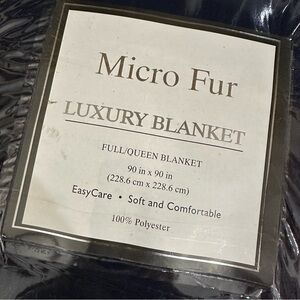 Micro Fur
LUXURY BLANKET
FULL/QUEEN BLANKET
90 in x 90 in
(228.6 cm x 228.6 cm)
EasyCare • Soft and Comfortable
100% Polyester